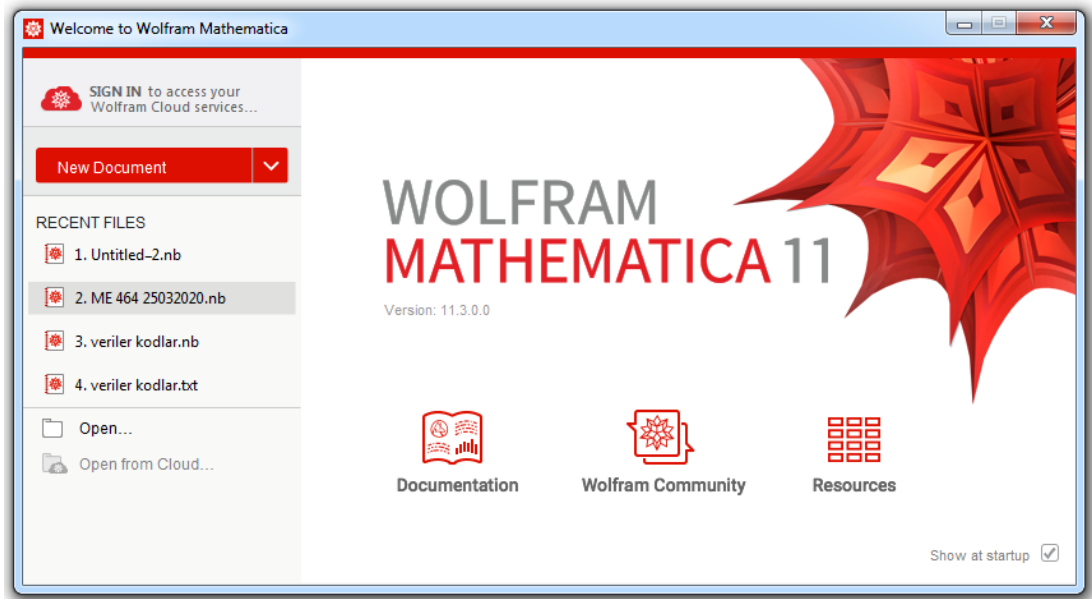 Welcome to Wolfram Mathematica
SIGN IN to access your
Wolfram Cloud services...
New Document
RECENT FILES
1. Untitled-2.nb
2. ME 464 25032020.nb
3. veriler kodlar.nb
4. veriler kodlar.txt
Open...
Open from Cloud...
WOLFRAM
MATHEMATICA 11
Version: 11.3.0.0
Documentation
Wolfram Community
Resources
Show at startup